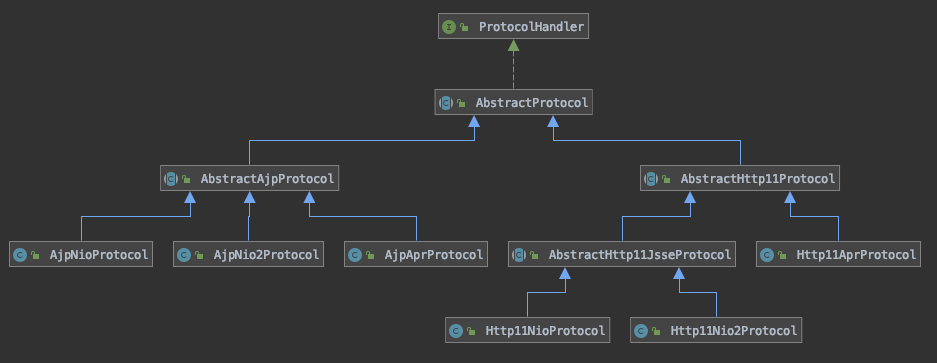 ProtocolHandler
AbstractProtocol
AbstractAjpProtocol
AbstractHttp11Protocol
AjpNioProtocol
AjpNio2Protocol
AjpAprProtocol
AbstractHttp11JsseProtocol
Http11AprProtocol
Http11NioProtocol
Http11Nio2Protocol